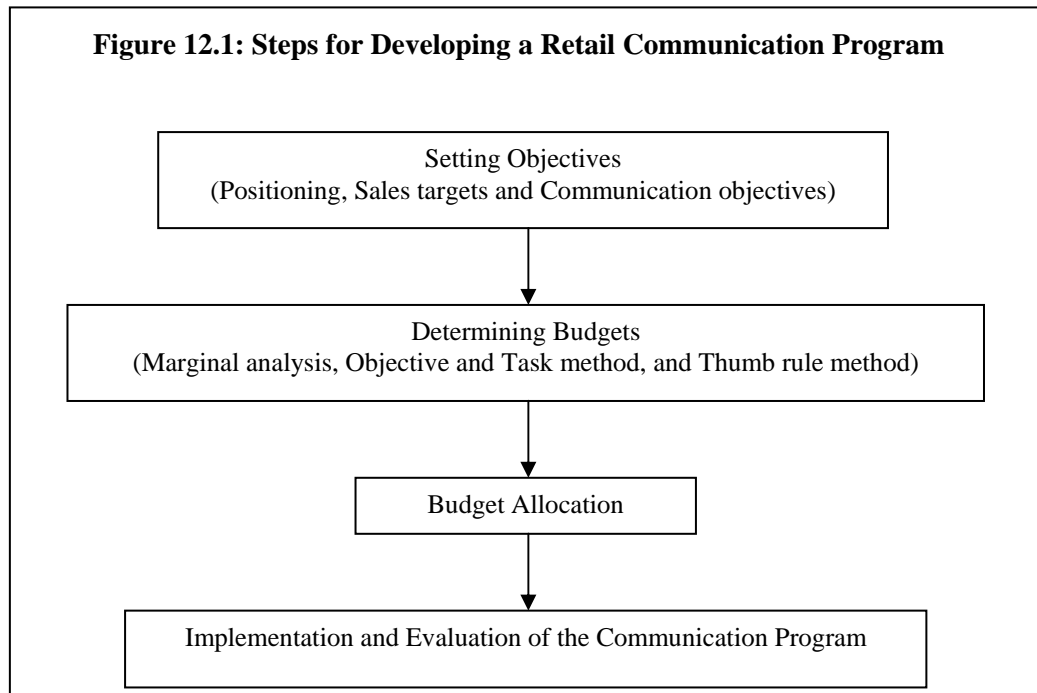 Figure 12.1: Steps for Developing a Retail Communication Program
Setting Objectives
(Positioning, Sales targets and Communication objectives)
Determining Budgets
(Marginal analysis, Objective and Task method, and Thumb rule method)
Budget Allocation
Implementation and Evaluation of the Communication Program